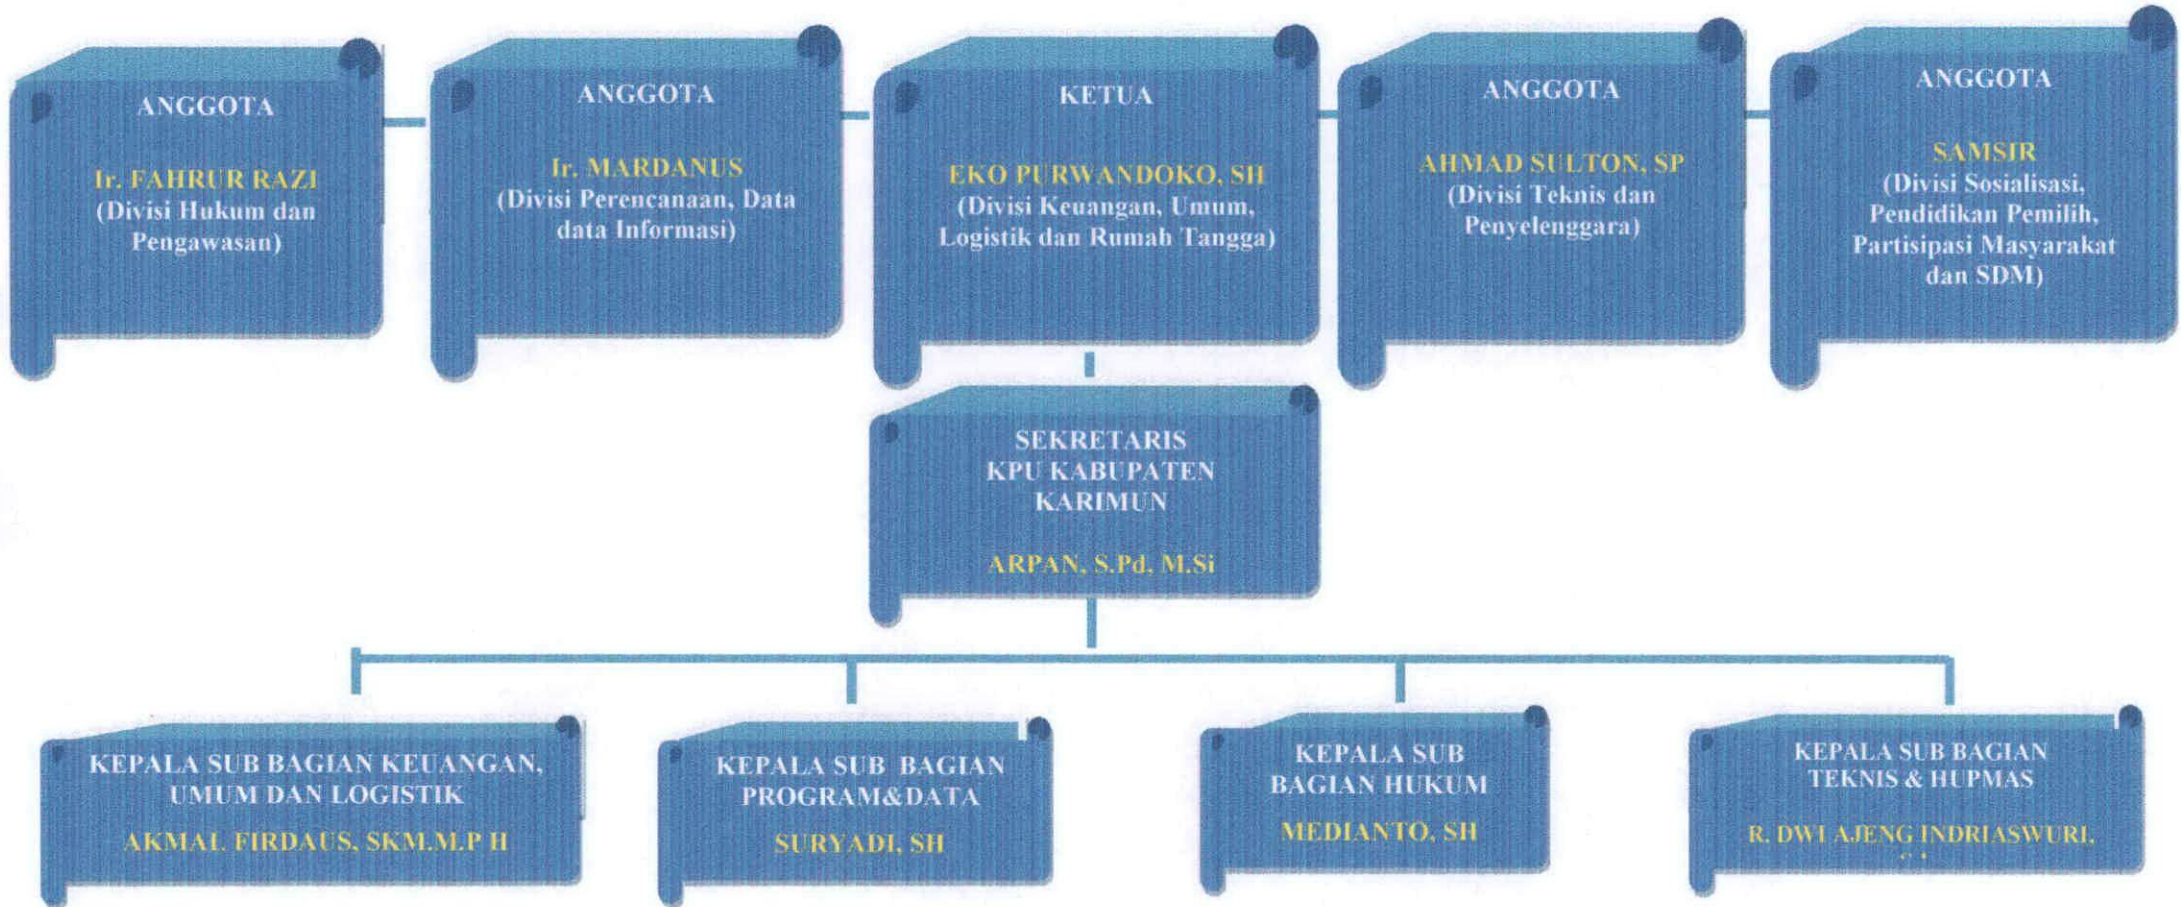 ANGGOTA
Ir. FAHRUR RAZI
(Divisi Hukum dan
Pengawasan)
ANGGOTA
Ir. MARDANUS
(Divisi Perencanaan, Data
data Informasi)
KETUA
EKO PURWANDOKO, SH
(Divisi Keuangan, Umum,
Logistik dan Rumah Tangga)
ANGGOTA
AHMAD SULTON, SP
(Divisi Teknis dan
Penyelenggara)
ANGGOTA
SAMSIR
(Divisi Sosialisasi,
Pendidikan Pemilih,
Partisipasi Masyarakat
dan SDM)
SEKRETARIS
KPU KABUPATEN
KARIMUN
ARPAN, S.Pd, M.Si
KEPALA SUB BAGIAN KEUANGAN,
UMUM DAN LOGISTIK
AKMAL FIRDAUS, SKM.M.P H
KEPALA SUB BAGIAN
PROGRAM&DATA
SURYADI, SH
KEPALA SUB
BAGIAN HUKUM
MEDIANTO, SH
KEPALA SUB BAGIAN
TEKNIS & HUPMAS
R. DWI AJENG INDRIASWURI,